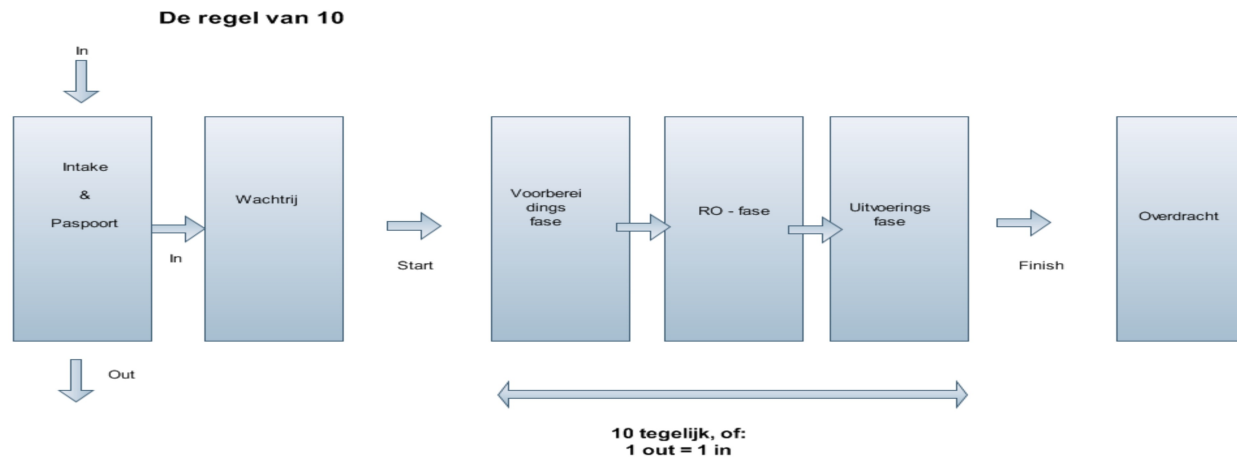 De regel van 10
In
Intake
&
Paspoort
In
Out
Wachtrij
Start
Voorberei
dings
fase
RO - fase
Uitvoerings
fase
Finish
Overdracht
10 tegelijk, of:
1 out = 1 in